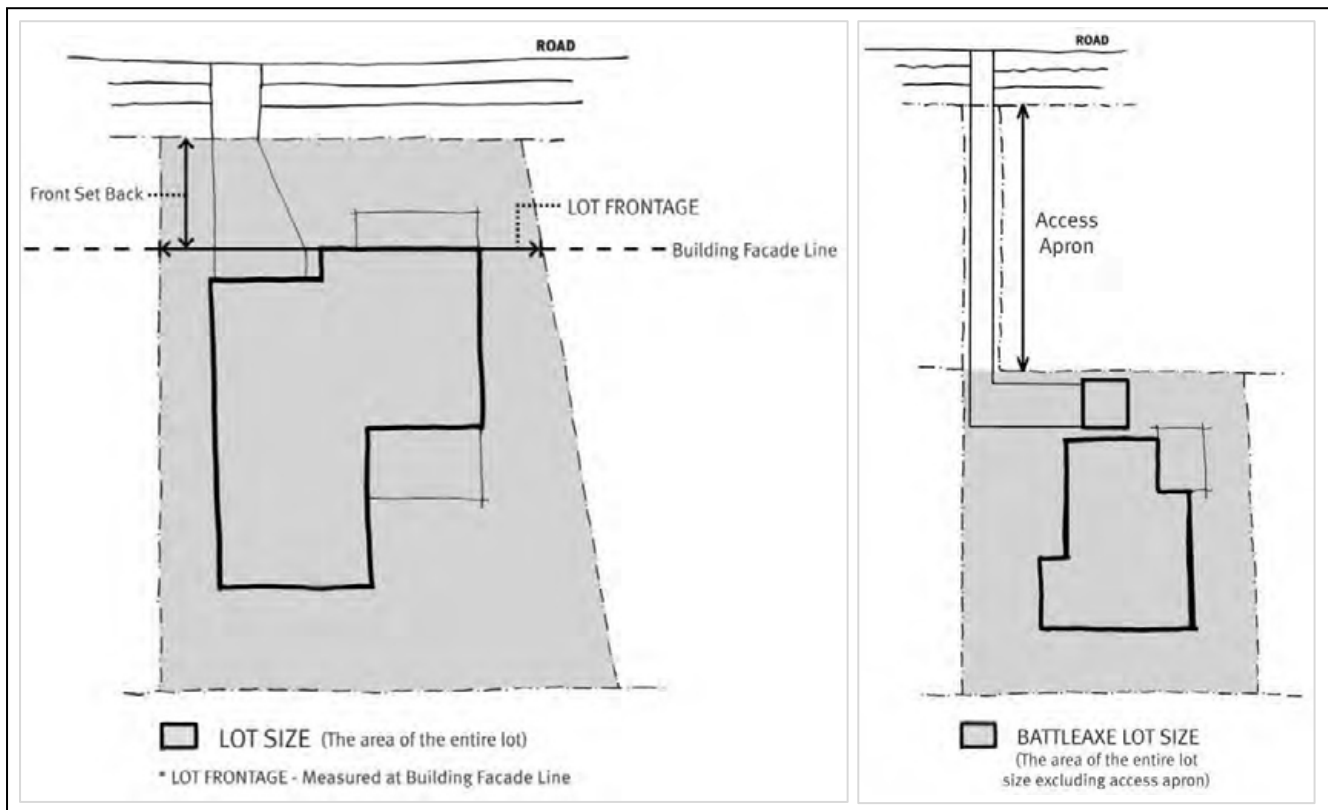 ROAD
Front Set Back
LOT FRONTAGE
Building Facade Line
LOT SIZE (The area of the entire lot)
* LOT FRONTAGE - Measured at Building Facade Line
ROAD
Access
Apron
BATTLEAXE LOT SIZE
(The area of the entire lot
size excluding access apron)